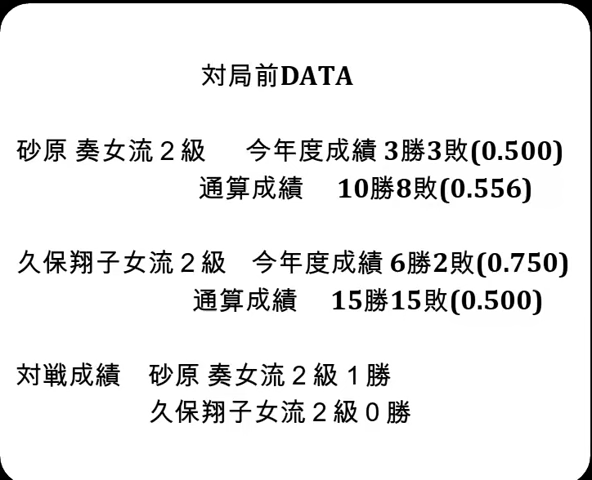 対局前DATA
砂原 奏女流２級 今年度成績 3勝3敗(0.500)
通算成績 10勝8敗(0.556)
久保翔子女流２級 今年度成績 6勝2敗(0.750)
通算成績 15勝15敗(0.500)
対戦成績 砂原 奏女流２級１勝
久保翔子女流２級０勝